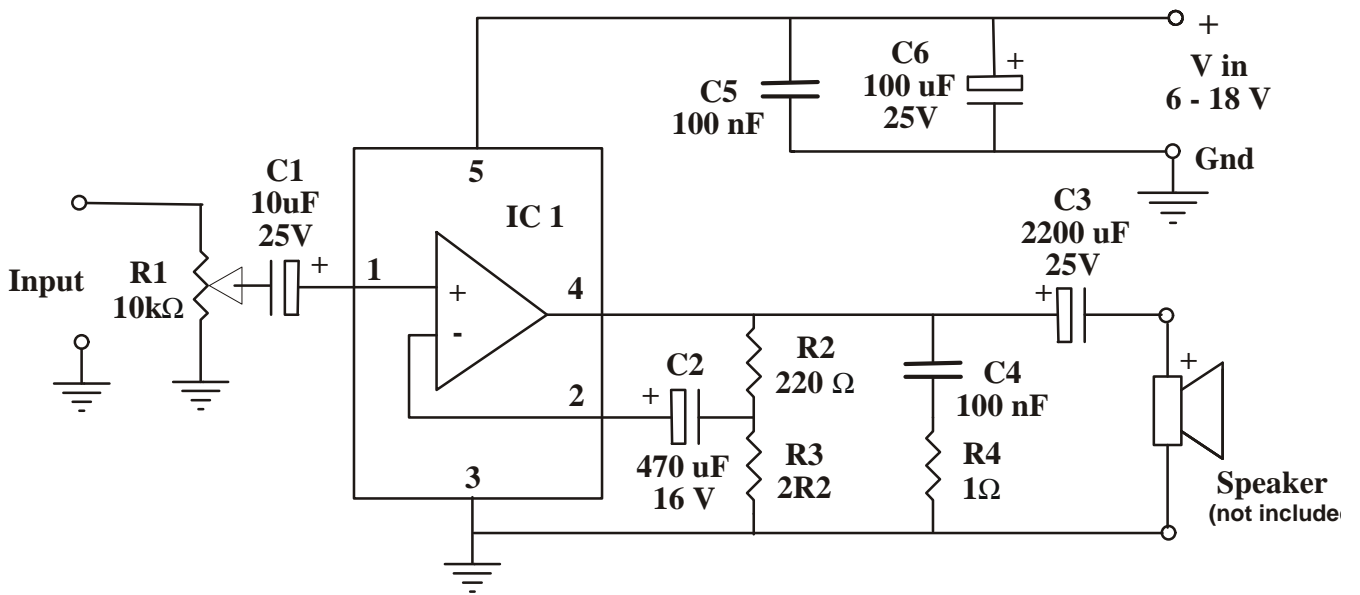 +
V in
6 - 18 V
Gnd
C6
100 uF
25V
+
C5
100 nF
C1
10uF
25V
+
5
IC 1
1
+
-
4
2
3
Input
R1
10kΩ
C2
+
470 uF
16 V
R2
220 Ω
R3
2R2
C4
100 nF
R4
1Ω
C3
2200 uF
25V
+
+
Speaker
(not include